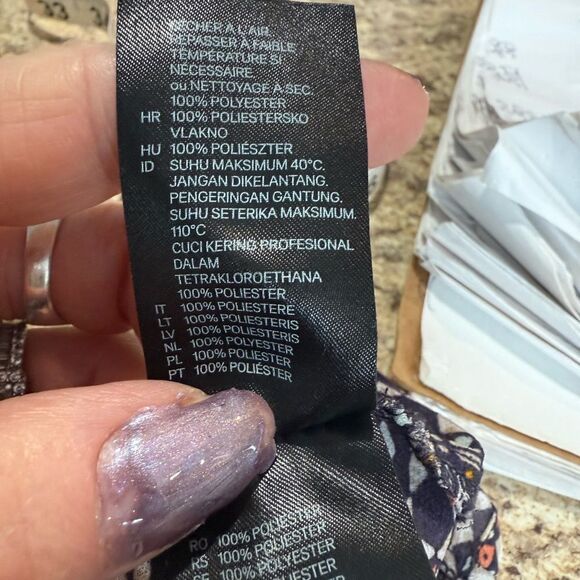 33
SÉCHER À L'AIR.
REPASSER À FAIBLE
TEMPÉRATURE SI
NÉCESSAIRE
OU NETTOYAGE À SEC.
100% POLYESTER
HR 100% POLIESTERSKO
VLAKNO
HU 100% POLIÉSZTER
ID SUHU MAKSIMUM 40°C.
JANGAN DIKELANTANG.
PENGERINGAN GANTUNG.
SUHU SETERIKA MAKSIMUM.
110°C
CUCI KERING PROFESIONAL
DALAM
TETRAKLOROETHANA
100% POLIESTER
IT 100% POLIESTERE
LT 100% POLIESTERIS
LV 100% POLIESTERIS
NL 100% POLYESTER
PL 100% POLIESTER
PT 100% POLIÉSTER
RO 100% POLIESTER
RS 100% POLIESTER